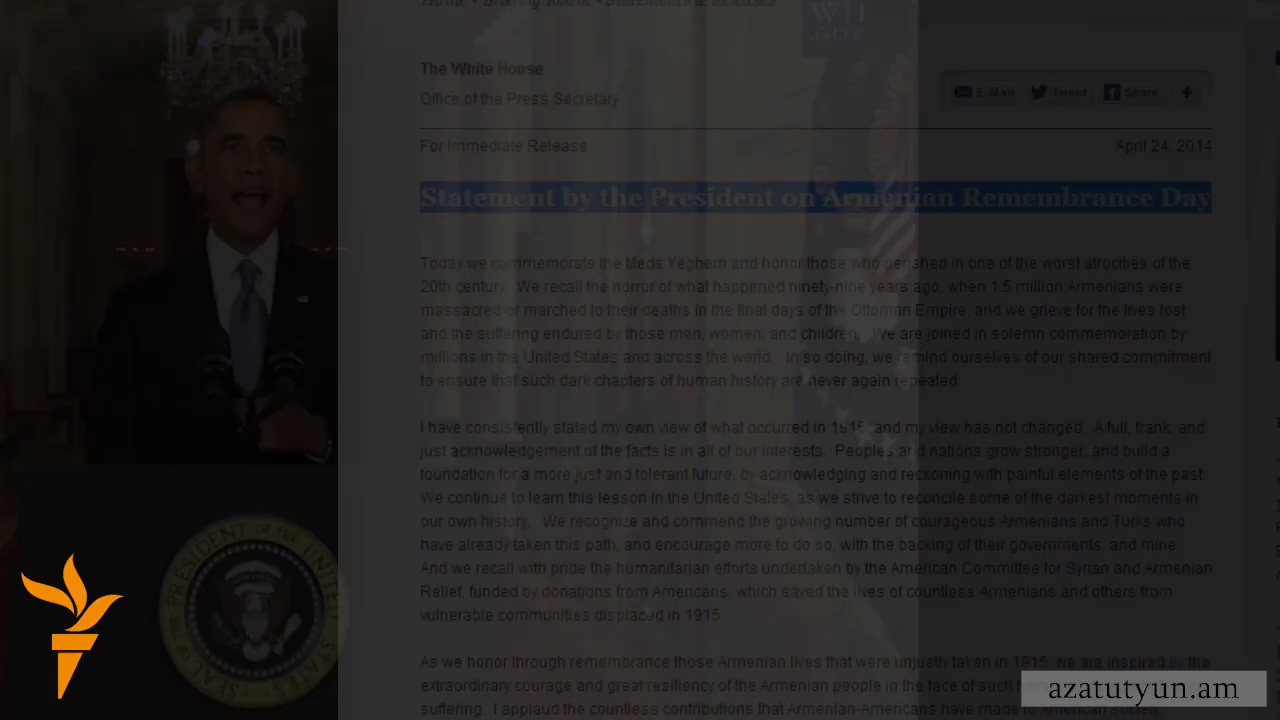 Home • Briefing Room • Statements & Releases
WH
.GOV
The White House
Office of the Press Secretary
E-Mail Tweet Share +
For Immediate Release April 24, 2014
Statement by the President on Armenian Remembrance Day
Today we commemorate the Meds Yeghern and honor those who perished in one of the worst atrocities of the
20th century. We recall the horror of what happened ninety-nine years ago, when 1.5 million Armenians were
massacred or marched to their deaths in the final days of the Ottoman Empire, and we grieve for the lives lost
and the suffering endured by those men, women, and children. We are joined in solemn commemoration by
millions in the United States and across the world. In so doing, we remind ourselves of our shared commitment
to ensure that such dark chapters of human history are never again repeated.
I have consistently stated my own view of what occurred in 1915, and my view has not changed. A full, frank, and
just acknowledgement of the facts is in all of our interests. Peoples and nations grow stronger, and build a
foundation for a more just and tolerant future, by acknowledging and reckoning with painful elements of the past.
We continue to learn this lesson in the United States, as we strive to reconcile some of the darkest moments in
our own history. We recognize and commend the growing number of courageous Armenians and Turks who
have already taken this path, and encourage more to do so, with the backing of their governments, and mine.
And we recall with pride the humanitarian efforts undertaken by the American Committee for Syrian and Armenian
Relief, funded by donations from Americans, which saved the lives of countless Armenians and others from
vulnerable communities displaced in 1915.
As we honor through remembrance those Armenian lives that were unjustly taken in 1915, we are inspired by the
extraordinary courage and great resiliency of the Armenian people in the face of such
suffering. I applaud the countless contributions that Armenian-Americans have made to American society,
SEAL OF THE PRESIDENT OF THE UNITED STATES
azatutyun.am